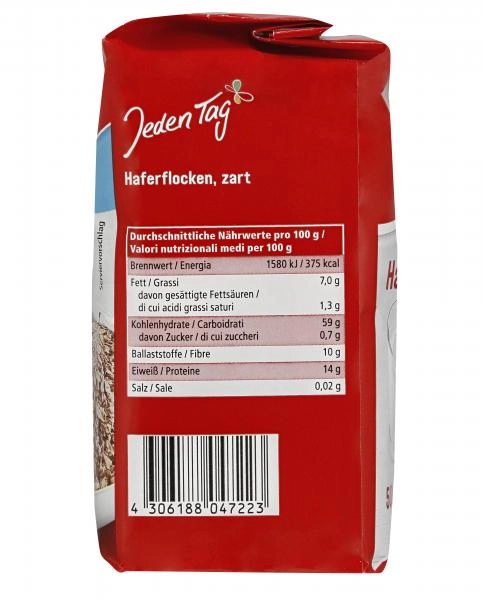 Jeden Tag
Haferflocken, zart
Durchschnittliche Nährwerte pro 100 g /
Valori nutrizionali medi per 100 g
Brennwert / Energia 1580 kJ / 375 kcal
Fett / Grassi 7,0 g
davon gesättigte Fettsäuren /
di cui acidi grassi saturi 1,3 g
Kohlenhydrate / Carboidrati 59 g
davon Zucker / di cui zuccheri 0,7 g
Ballaststoffe / Fibre 10 g
Eiweiß / Proteine 14 g
Salz / Sale 0,02 g
4 306188 047223
Serviervorschlag